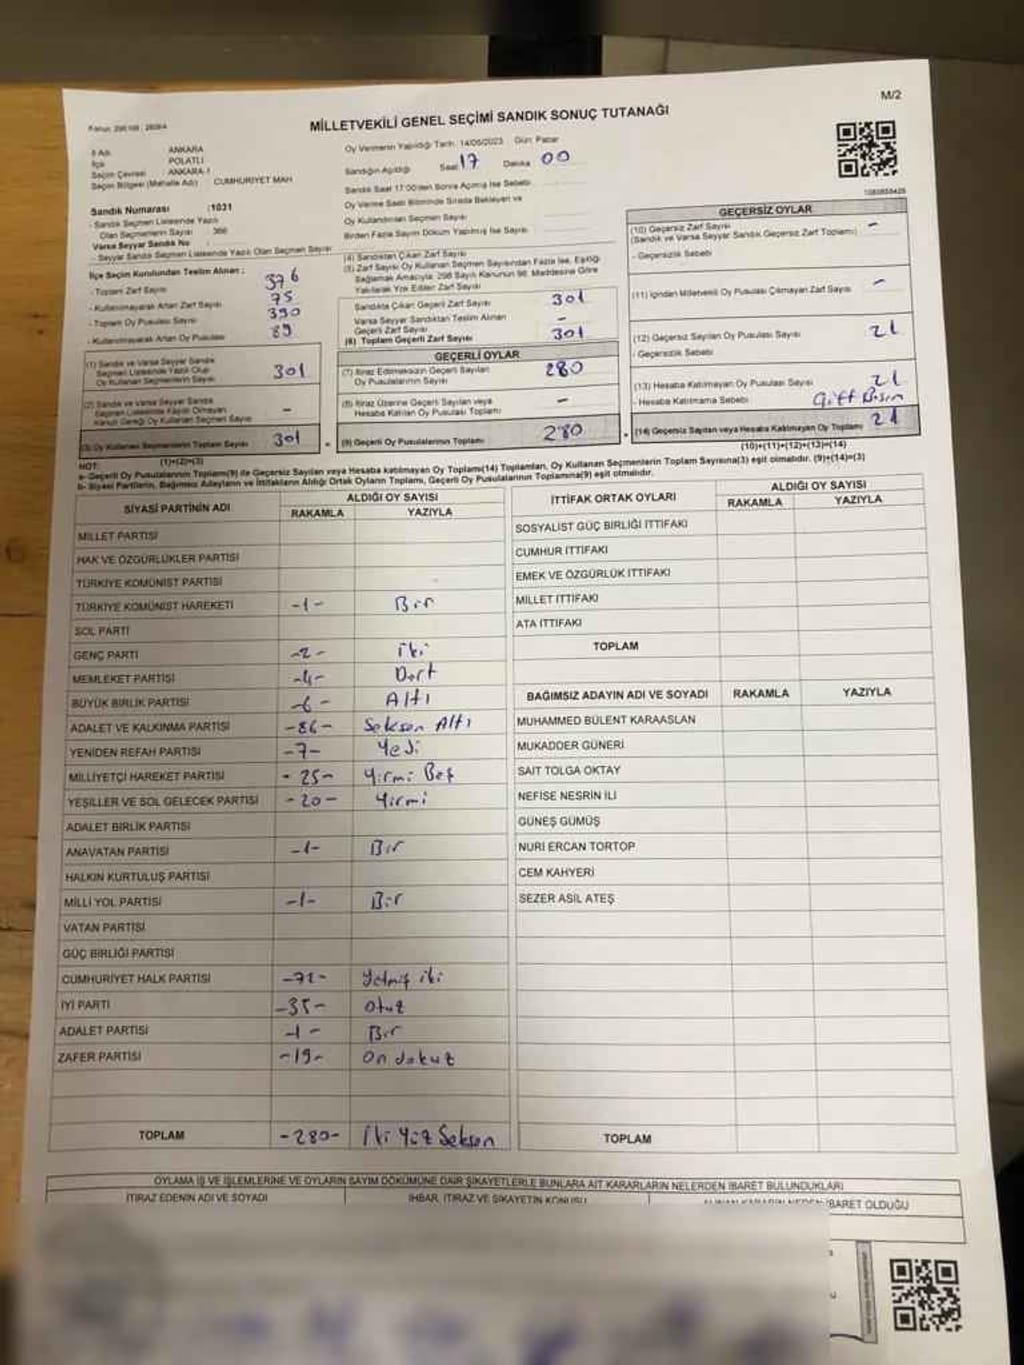 M/2
MİLLETVEKİLİ GENEL SEÇİMİ SANDIK SONUÇ TUTANAĞI
İl Adı ANKARA
İlçe POLATLI
Seçim Çevresi ANKARA-1
Seçim Bölgesi (Mahalle Adı) CUMHURİYET MAH
Sandık Numarası :1031
- Sandık Seçmen Listesinde Yazılı
Olan Seçmenlerin Sayısı 366
Varsa Seyyar Sandık No
- Seyyar Sandık Seçmen Listesinde Yazılı Olan Seçmen Sayısı
İlçe Seçim Kurulundan Teslim Alınan ;
- Toplam Zarf Sayısı 376
- Kullanılmayarak Artan Zarf Sayısı 75
- Toplam Oy Pusulası Sayısı 390
- Kullanılmayarak Artan Oy Pusulası 89
(1) Sandık ve Varsa Seyyar Sandık
Seçmen Listesinde Yazılı Olup
Oy Kullanan Seçmenlerin Sayısı 301
(2) Sandık ve Varsa Seyyar Sandık
Seçmen Listesinde Kaydı Olmayan
Kanun Gereği Oy Kullanan Seçmen Sayısı -
(3) Oy Kullanan Seçmenlerin Toplam Sayısı 301
(1)+(2)=(3)
Oy Vermenin Yapıldığı Tarih: 14/05/2023 Gün: Pazar
Sandığın Açıldığı Saat 17 Dakika 00
Sandık Saat 17:00'den Sonra Açılmış İse Sebebi
Oy Verme Saati Bitiminde Sırada Bekleyen ve
Oy Kullandırılan Seçmen Sayısı
Birden Fazla Sayım Döküm Yapılmış İse Sayısı
(4) Sandıktan Çıkan Zarf Sayısı
(5) Zarf Sayısı Oy Kullanan Seçmen Sayısından Fazla İse, Eşitliği
Sağlamak Amacıyla 298 Sayılı Kanunun 98. Maddesine Göre
Yakılarak Yok Edilen Zarf Sayısı
Sandıkta Çıkan Geçerli Zarf Sayısı 301
Varsa Seyyar Sandıktan Teslim Alınan
Geçerli Zarf Sayısı -
(6) Toplam Geçerli Zarf Sayısı 301
GEÇERLİ OYLAR
(7) İtiraz Edilmeksizin Geçerli Sayılan
Oy Pusulalarının Sayısı 280
(8) İtiraz Üzerine Geçerli Sayılan veya
Hesaba Katılan Oy Pusulası Toplamı -
(9) Geçerli Oy Pusulalarının Toplamı 280
GEÇERSİZ OYLAR
(10) Geçersiz Zarf Sayısı
(Sandık ve Varsa Seyyar Sandık Geçersiz Zarf Toplamı) -
- Geçersizlik Sebebi
(11) İçinden Milletvekili Oy Pusulası Çıkmayan Zarf Sayısı -
(12) Geçersiz Sayılan Oy Pusulası Sayısı 21
- Geçersizlik Sebebi
(13) Hesaba Katılmayan Oy Pusulası Sayısı 21
- Hesaba Katılmama Sebebi Çift Basım
(14) Geçersiz Sayılan veya Hesaba Katılmayan Oy Toplamı 21
(10)+(11)+(12)+(13)=(14)
NOT:
a- Geçerli Oy Pusulalarının Toplamı(9) ile Geçersiz Sayılan veya Hesaba katılmayan Oy Toplamı(14) Toplamları, Oy Kullanan Seçmenlerin Toplam Sayısına(3) eşit olmalıdır. (9)+(14)=(3)
b- Siyasi Partilerin, Bağımsız Adayların ve İttifakların Aldığı Ortak Oyların Toplamı, Geçerli Oy Pusulalarının Toplamına(9) eşit olmalıdır.
SİYASİ PARTİNİN ADI ALDIĞI OY SAYISI
RAKAMLA YAZIYLA
MİLLET PARTİSİ
HAK VE ÖZGÜRLÜKLER PARTİSİ
TÜRKİYE KOMÜNİST PARTİSİ
TÜRKİYE KOMÜNİST HAREKETİ -1- Bir
SOL PARTİ
GENÇ PARTİ -2- iki
MEMLEKET PARTİSİ -4- Dört
BÜYÜK BİRLİK PARTİSİ -6- Altı
ADALET VE KALKINMA PARTİSİ -86- Seksen Altı
YENİDEN REFAH PARTİSİ -7- Yedi
MİLLİYETÇİ HAREKET PARTİSİ -25- Yirmi Beş
YEŞİLLER VE SOL GELECEK PARTİSİ -20- Yirmi
ADALET BİRLİK PARTİSİ
ANAVATAN PARTİSİ -1- Bir
HALKIN KURTULUŞ PARTİSİ
MİLLİ YOL PARTİSİ -1- Bir
VATAN PARTİSİ
GÜÇ BİRLİĞİ PARTİSİ
CUMHURİYET HALK PARTİSİ -72- Yetmiş iki
İYİ PARTİ -35- Otuz
ADALET PARTİSİ -1- Bir
ZAFER PARTİSİ -19- On dokuz
TOPLAM -280- İki Yüz Seksen
İTTİFAK ORTAK OYLARI ALDIĞI OY SAYISI
RAKAMLA YAZIYLA
SOSYALİST GÜÇ BİRLİĞİ İTTİFAKI
CUMHUR İTTİFAKI
EMEK VE ÖZGÜRLÜK İTTİFAKI
MİLLET İTTİFAKI
ATA İTTİFAKI
TOPLAM
BAĞIMSIZ ADAYIN ADI VE SOYADI RAKAMLA YAZIYLA
MUHAMMED BÜLENT KARAASLAN
MUKADDER GÜNERİ
SAİT TOLGA OKTAY
NEFİSE NESRİN İLİ
GÜNEŞ GÜMÜŞ
NURİ ERCAN TORTOP
CEM KAHYERİ
SEZER ASİL ATEŞ
TOPLAM
OYLAMA İŞ VE İŞLEMLERİNE VE OYLARIN SAYIM DÖKÜMÜNE DAİR ŞİKAYETLERLE BUNLARA AİT KARARLARIN NELERDEN İBARET BULUNDUKLARI
İTİRAZ EDENİN ADI VE SOYADI İHBAR, İTİRAZ VE ŞİKAYETİN KONUSU ALINAN KARARIN NEDEN İBARET OLDUĞU